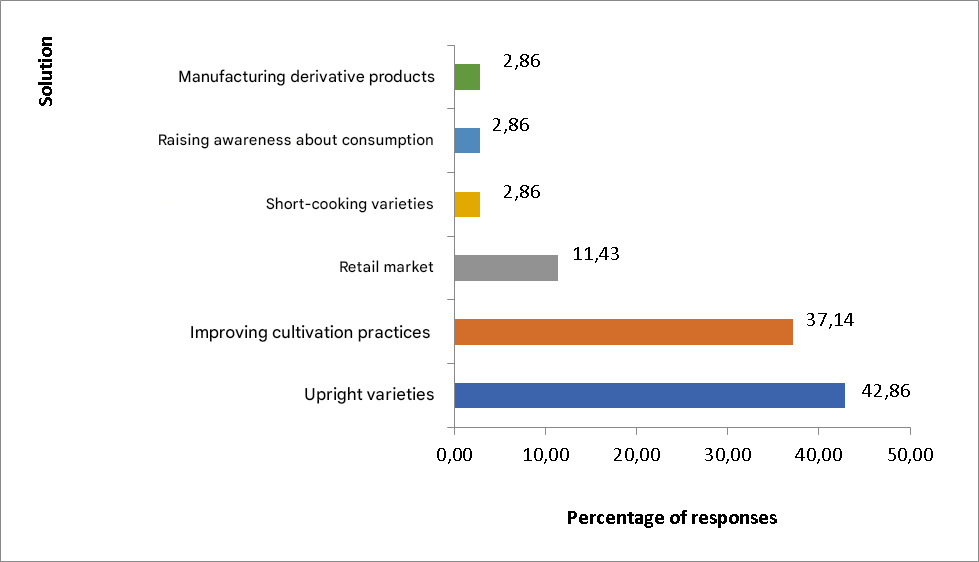 Solution
Manufacturing derivative products
2,86
Raising awareness about consumption
2,86
Short-cooking varieties
2,86
Retail market
11,43
Improving cultivation practices
37,14
Upright varieties
42,86
0,00 10,00 20,00 30,00 40,00 50,00
Percentage of responses